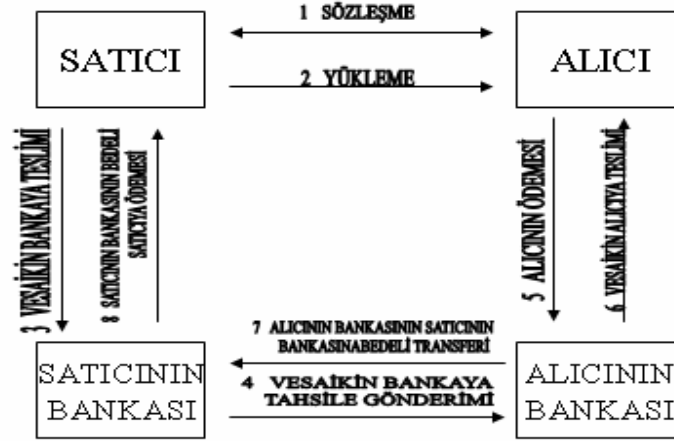 1 SÖZLEŞME
SATICI
ALICI
2 YÜKLEME
3 VESAİKİN BANKAYA TESLİMİ
8 SATICININ BANKASININ BEDELİ
SATICIYA ÖDEMESİ
5 ALICININ ÖDEMESİ
6 VESAİKİN ALICIYA TESLİMİ
7 ALICININ BANKASININ SATICININ
BANKASINABEDELİ TRANSFERİ
SATICININ
BANKASI
4 VESAİKİN BANKAYA
TAHSİLE GÖNDERİMİ
ALICININ
BANKASI